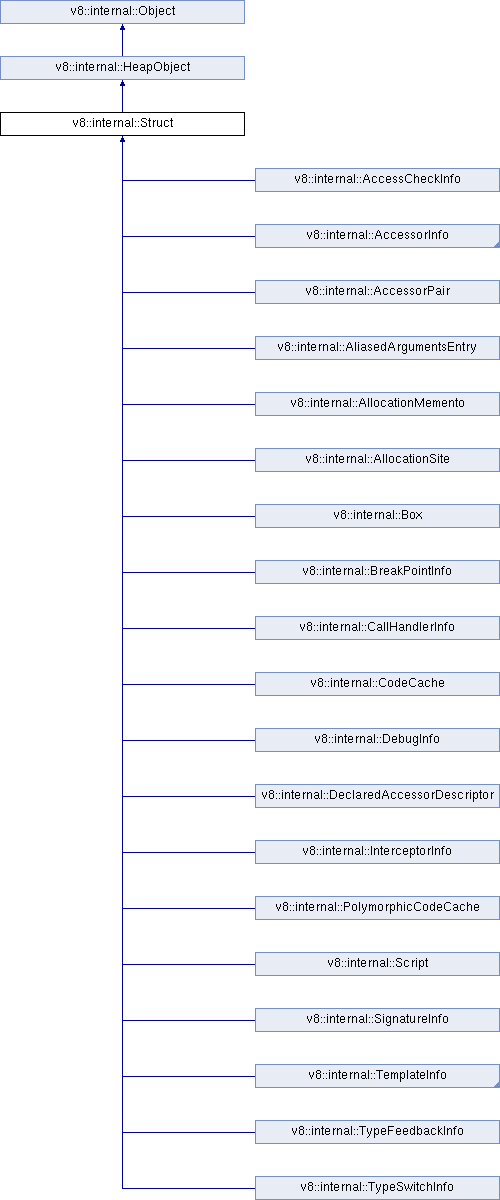 v8::internal::Object
v8::internal::HeapObject
v8::internal::Struct
v8::internal::AccessCheckInfo
v8::internal::AccessorInfo
v8::internal::AccessorPair
v8::internal::AliasedArgumentsEntry
v8::internal::AllocationMemento
v8::internal::AllocationSite
v8::internal::Box
v8::internal::BreakPointInfo
v8::internal::CallHandlerInfo
v8::internal::CodeCache
v8::internal::DebugInfo
v8::internal::DeclaredAccessorDescriptor
v8::internal::InterceptorInfo
v8::internal::PolymorphicCodeCache
v8::internal::Script
v8::internal::SignatureInfo
v8::internal::TemplateInfo
v8::internal::TypeFeedbackInfo
v8::internal::TypeSwitchInfo